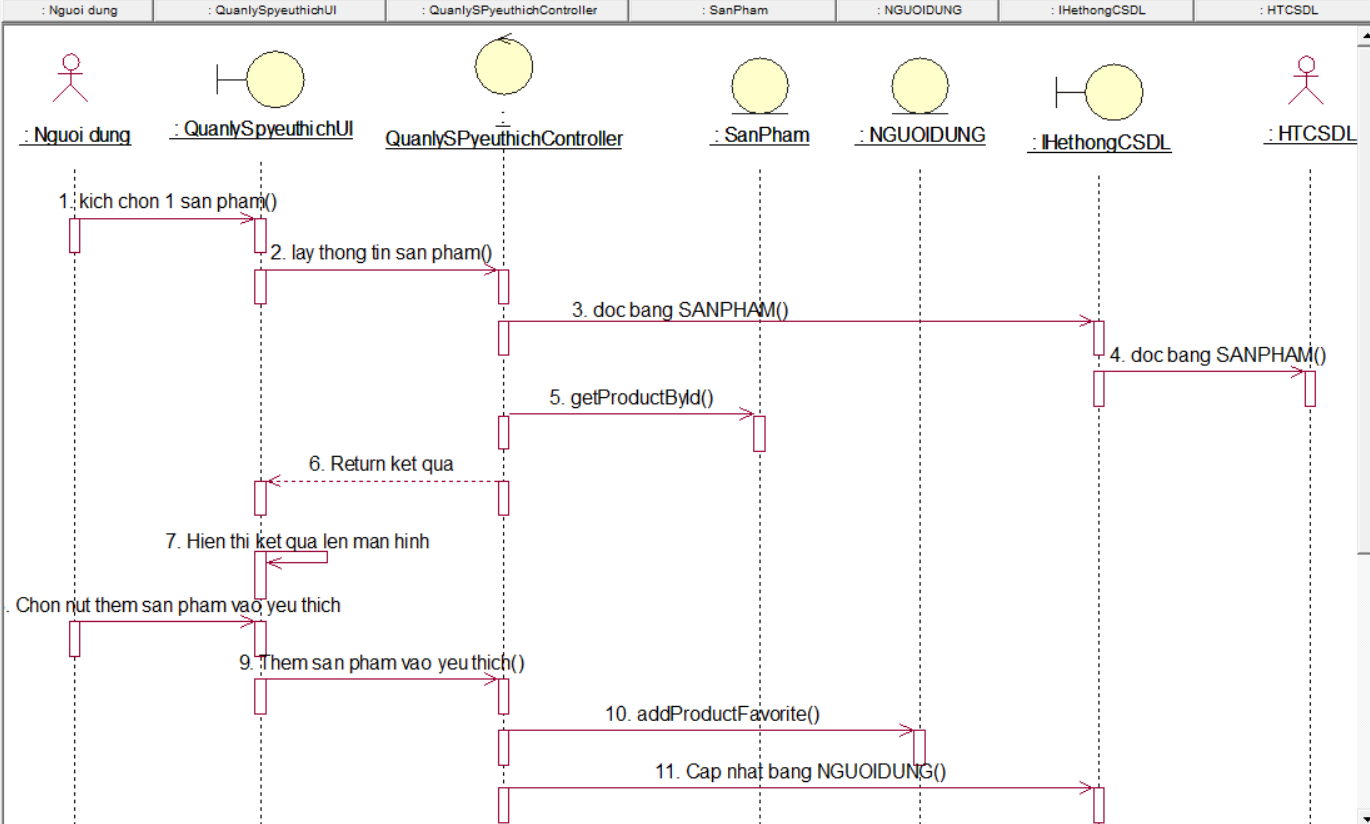 : Nguoi dung
: QuanlySpyeuthichUI
: QuanlySPyeuthichController
: SanPham
: NGUOIDUNG
: IHethongCSDL
: HTCSDL
: Nguoi dung
: QuanlySpyeuthichUI
:
QuanlySPyeuthichController
: SanPham
: NGUOIDUNG
: IHethongCSDL
: HTCSDL
1. kich chon 1 san pham()
2. lay thong tin san pham()
3. doc bang SANPHAM()
4. doc bang SANPHAM()
5. getProductById()
6. Return ket qua
7. Hien thi ket qua len man hinh
. Chon nut them san pham vao yeu thich
9. Them san pham vao yeu thich()
10. addProductFavorite()
11. Cap nhat bang NGUOIDUNG()